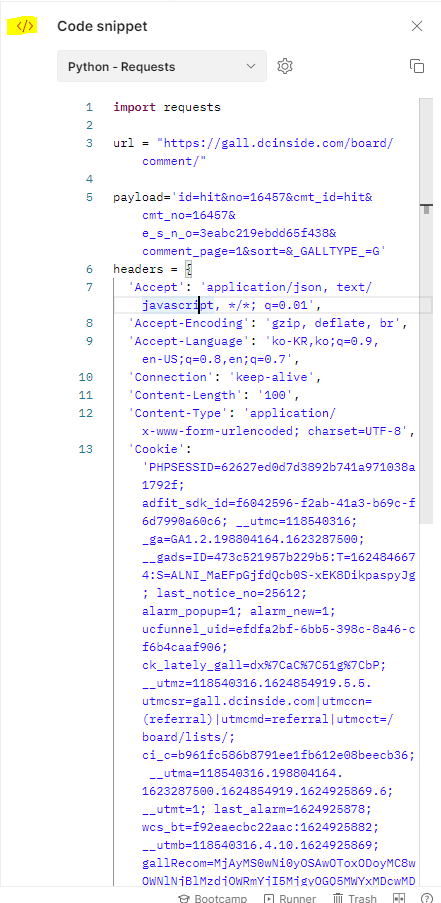 </> Code snippet
Python - Requests
1 import requests
2
3 url = "https://gall.dcinside.com/board/
comment/"
4
5 payload='id=hit&no=16457&cmt_id=hit&
cmt_no=16457&
e_s_n_o=3eabc219ebdd65f438&
comment_page=1&sort=&_GALLTYPE_=G'
6 headers = {
7 'Accept': 'application/json, text/
javascript, */*; q=0.01',
8 'Accept-Encoding': 'gzip, deflate, br',
9 'Accept-Language': 'ko-KR,ko;q=0.9,
en-US;q=0.8,en;q=0.7',
10 'Connection': 'keep-alive',
11 'Content-Length': '100',
12 'Content-Type': 'application/
x-www-form-urlencoded; charset=UTF-8',
13 'Cookie':
'PHPSESSID=62627ed0d7d3892b741a971038a
1792f;
adfit_sdk_id=f6042596-f2ab-41a3-b69c-f
6d7990a60c6; __utmc=118540316;
_ga=GA1.2.198804164.1623287500;
__gads=ID=473c521957b229b5:T=162484667
4:S=ALNI_MaEFpGjfdQcb0S-xEK8DikpaspyJg
; last_notice_no=25612;
alarm_popup=1; alarm_new=1;
ucfunnel_uid=efdfa2bf-6bb5-398c-8a46-c
f6b4caaf906;
ck_lately_gall=dx%7CaC%7C51g%7CbP;
__utmz=118540316.1624854919.5.5.
utmcsr=gall.dcinside.com|utmccn=
(referral)|utmcmd=referral|utmcct=/
board/lists/;
ci_c=b961fc586b8791ee1fb612e08beecb36;
__utma=118540316.198804164.
1623287500.1624854919.1624925869.6;
__utmt=1; last_alarm=1624925878;
wcs_bt=f92eaecbc22aac:1624925882;
__utmb=118540316.4.10.1624925869;
gallRecom=MjAyMS0wNi0yOSAwOToxODoyMC8w
OWNlNjBlMzdjOWRmYjI5MjgyOGQ5MWYxMDcwMD
Bootcamp Runner Trash